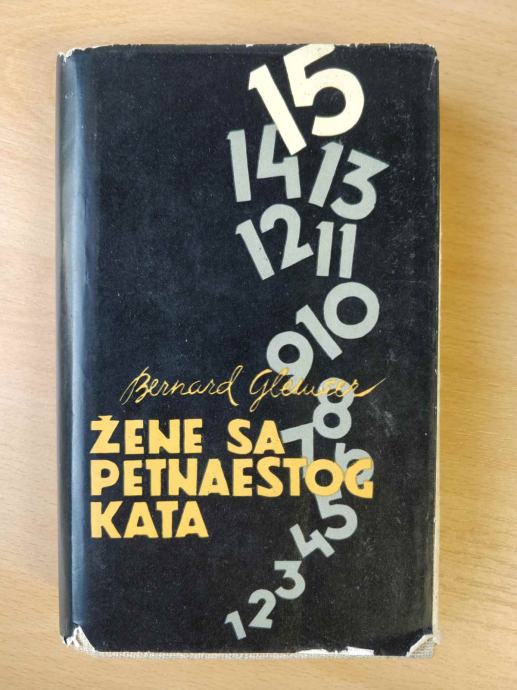 15
14 13
12 11
9 10
Bernard Glemser
8
ŽENE SA 7
PETNAESTOG 6
KATA 5
4
3
2
1